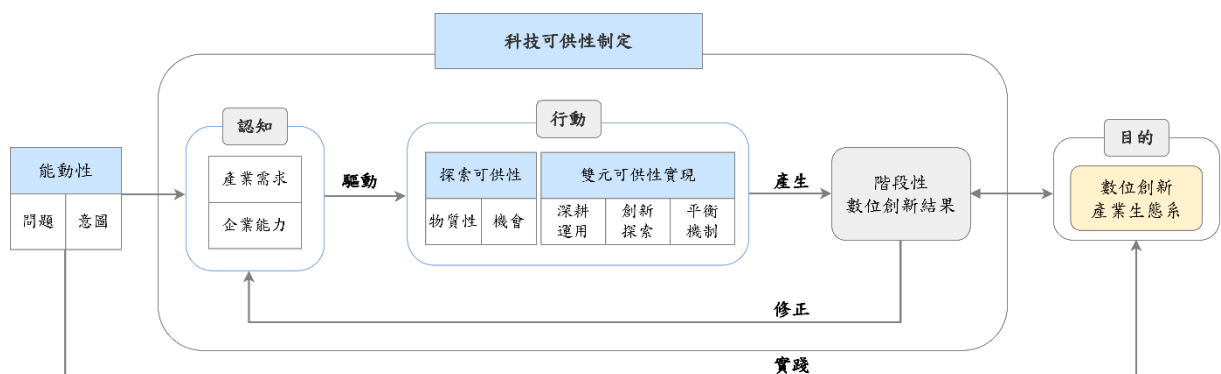 科技可供性制定
認知
行動
目的
能動性
問題
意圖
產業需求
企業能力
驅動
探索可供性
物質性
機會
雙元可供性實現
深耕
運用
創新
探索
平衡
機制
產生
階段性
數位創新結果
數位創新
產業生態系
修正
實踐